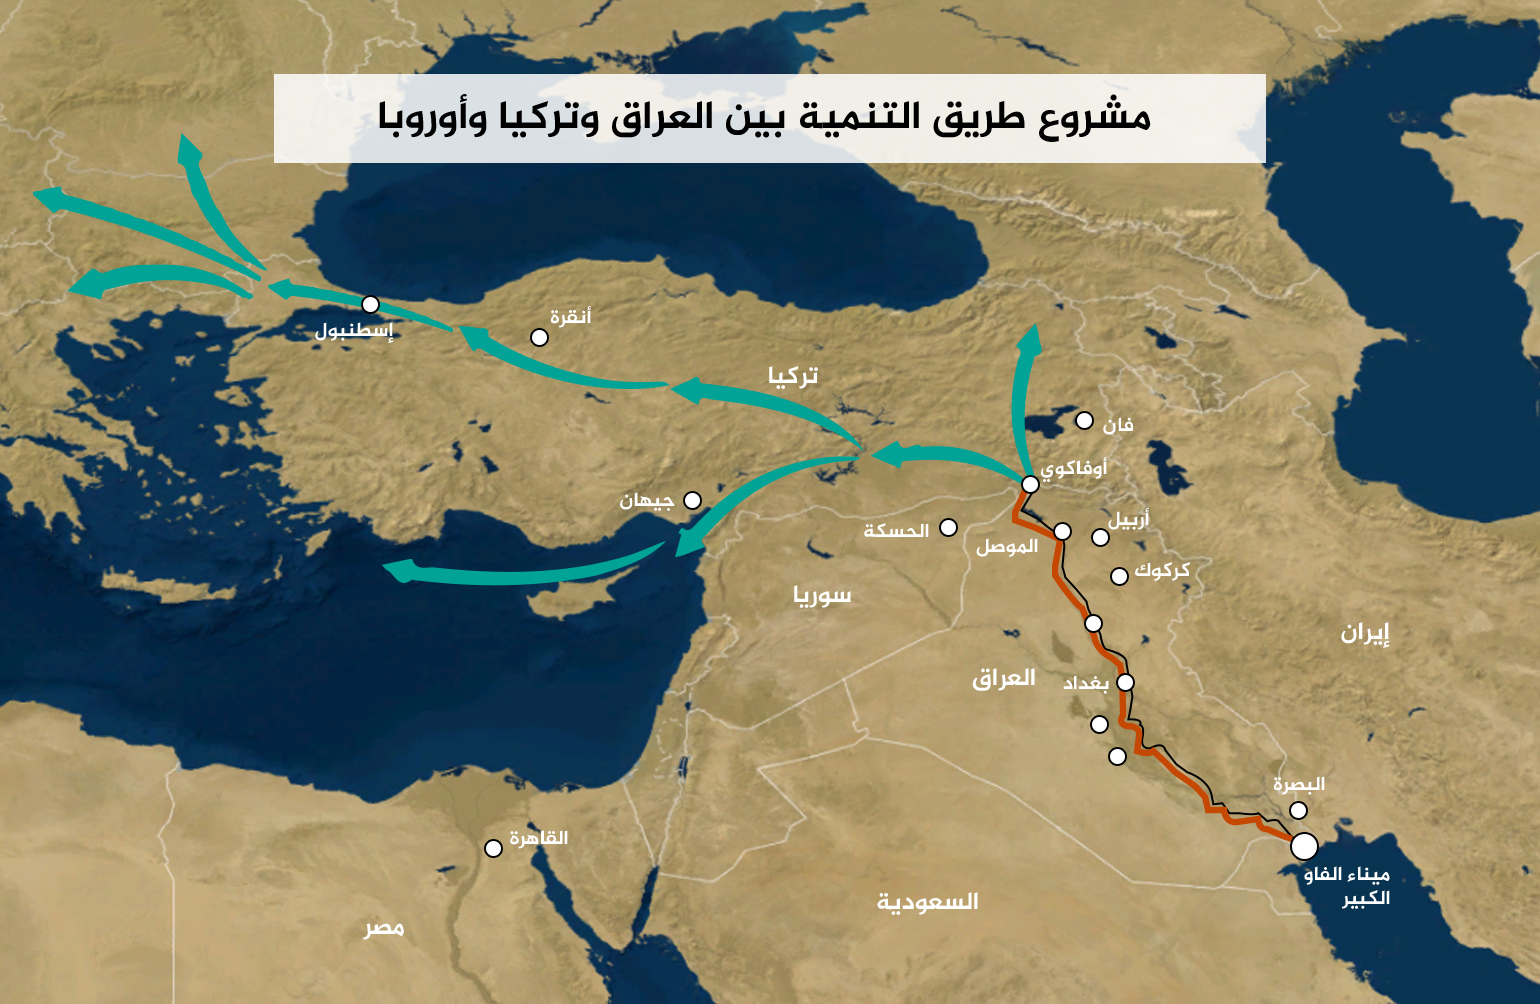 مشروع طريق التنمية بين العراق وتركيا وأوروبا
أنقرة
إسطنبول
تركيا
فان
أوفاكوي
جيهان
أربيل
الحسكة
الموصل
كركوك
سوريا
إيران
العراق
بغداد
البصرة
القاهرة
ميناء الفاو
الكبير
السعودية
مصر